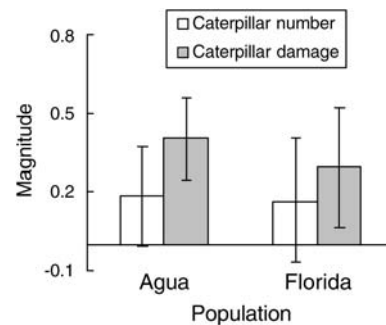 Caterpillar number
Caterpillar damage
0.8
0.5
0.2
-0.1
Magnitude
Agua
Florida
Population